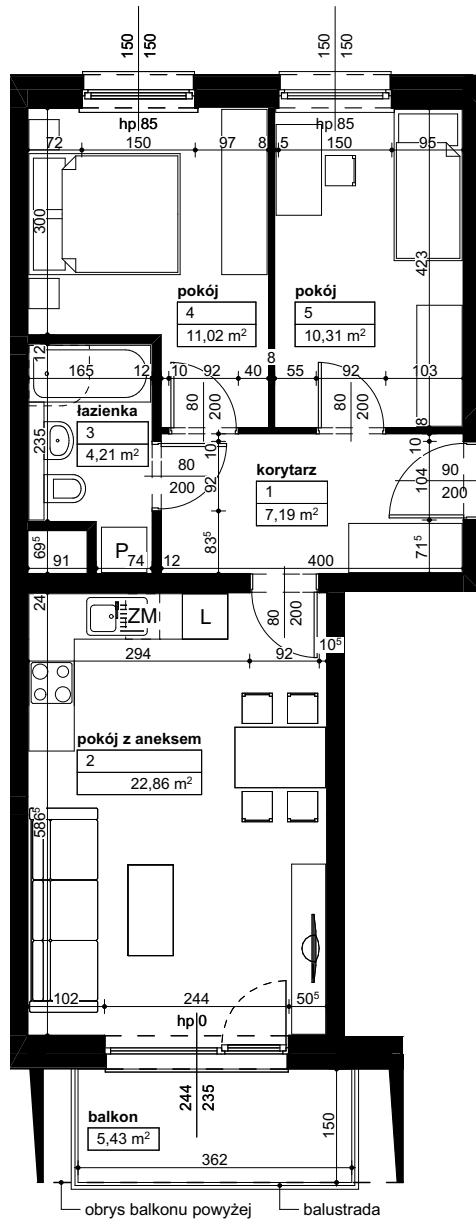 150 150
150 150
hp 85
hp 85
72 150 97 8 5 150 95
300
423
pokój
4
11,02 m²
pokój
5
10,31 m²
12
8
165 12 10 92 40 55 92 103
80 200
80 200
8
łazienka
3
4,21 m²
235
80
200
10
92
83⁵
korytarz
1
7,19 m²
10
104
71⁵
90
200
69⁵
91
P
74 12 400
24
ZM
L
80 200
10⁵
294 92
pokój z aneksem
2
22,86 m²
586⁵
102 244 50⁵
hp 0
244 235
balkon
5,43 m²
150
362
obrys balkonu powyżej
balustrada